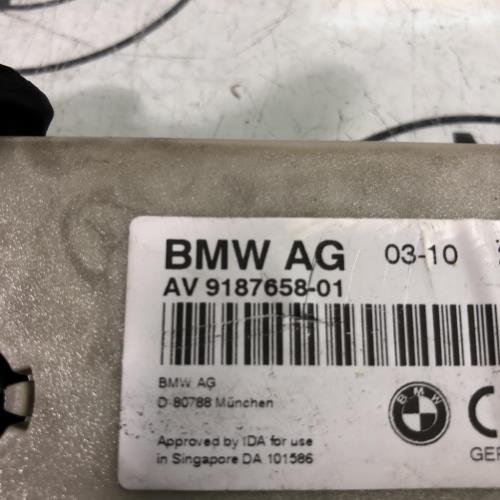 BMW AG 03-10
AV 9187658-01
BMW AG
D-80788 München
BMW
Approved by IDA for use
in Singapore DA 101586
GER